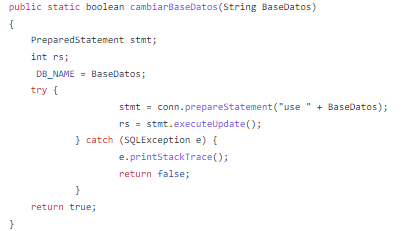 public static boolean cambiarBaseDatos(String BaseDatos)
{
PreparedStatement stmt;
int rs;
DB_NAME = BaseDatos;
try {
stmt = conn.prepareStatement("use " + BaseDatos);
rs = stmt.executeUpdate();
} catch (SQLException e) {
e.printStackTrace();
return false;
}
return true;
}